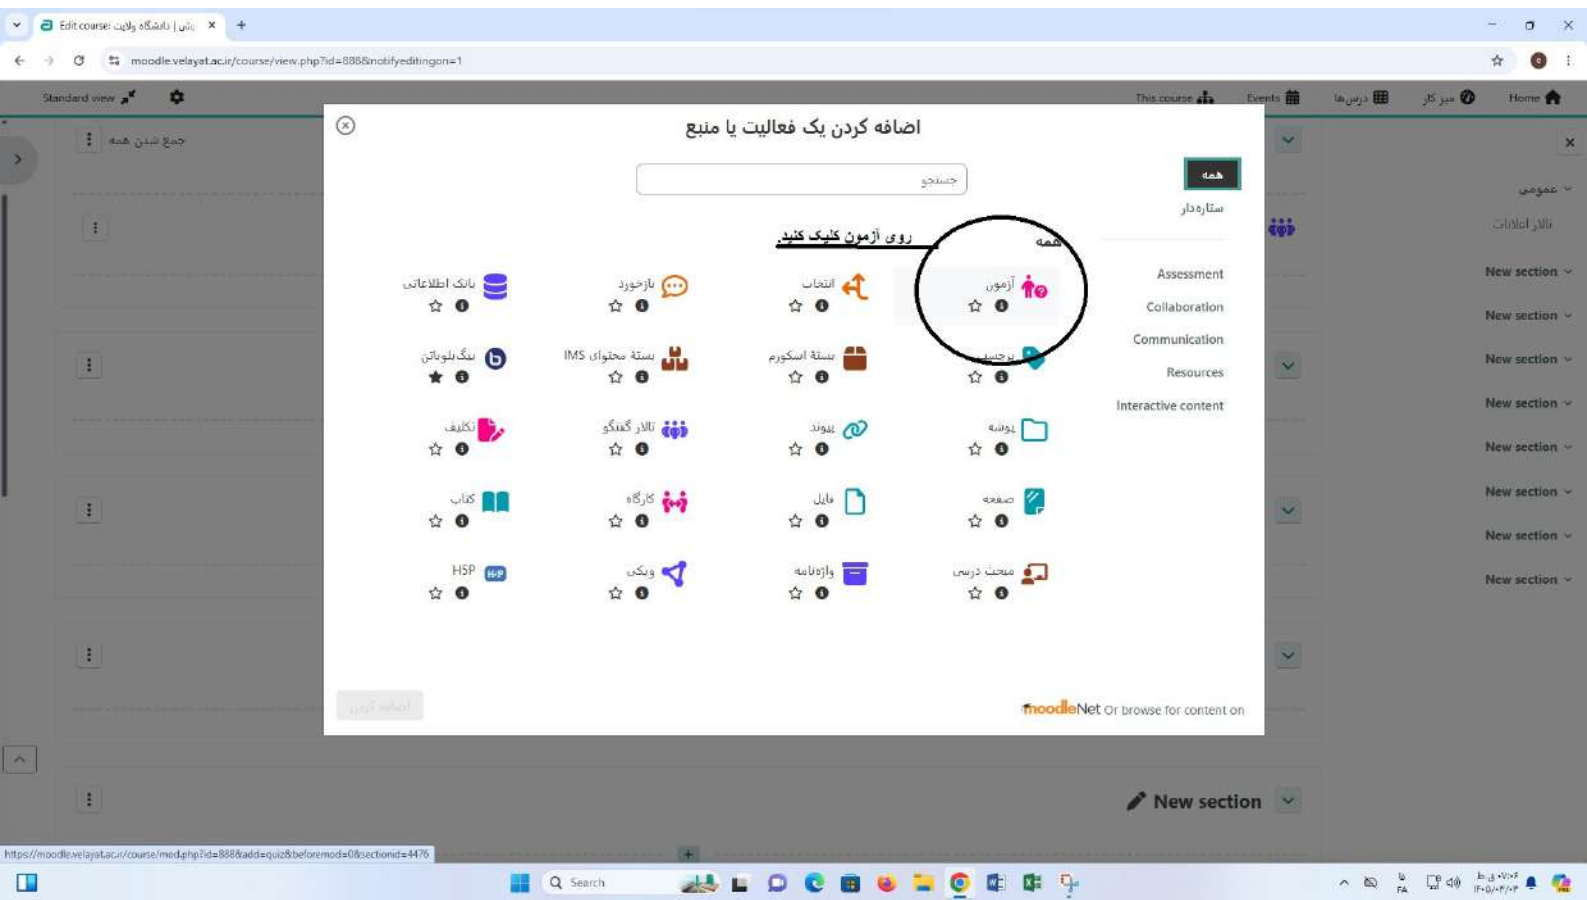 Edit course: ... | دانشگاه ولایت
moodle.velayat.ac.ir/course/view.php?id=888&notifyeditingon=1
Standard view
This course
Events
درس‌ها
میز کار
Home
اضافه کردن یک فعالیت یا منبع
جستجو
همه
ستاره‌دار
Assessment
Collaboration
Communication
Resources
Interactive content
همه
روی آزمون کلیک کنید.
آزمون
انتخاب
بازخورد
بانک اطلاعاتی
برچسب
بستهٔ اسکورم
بستهٔ محتوای IMS
بیگ‌بلوباتن
پوشه
پیوند
تالار گفتگو
تکلیف
صفحه
فایل
کارگاه
کتاب
مبحث درسی
واژه‌نامه
ویکی
H5P
اضافه کردن
moodleNet Or browse for content on
جمع شدن همه
عمومی
تالار اعلانات
New section
New section
New section
New section
New section
New section
New section
New section
New section
https://moodle.velayat.ac.ir/course/mod.php?id=888&add=quiz&beforemod=0&sectionid=4476
Search
FA